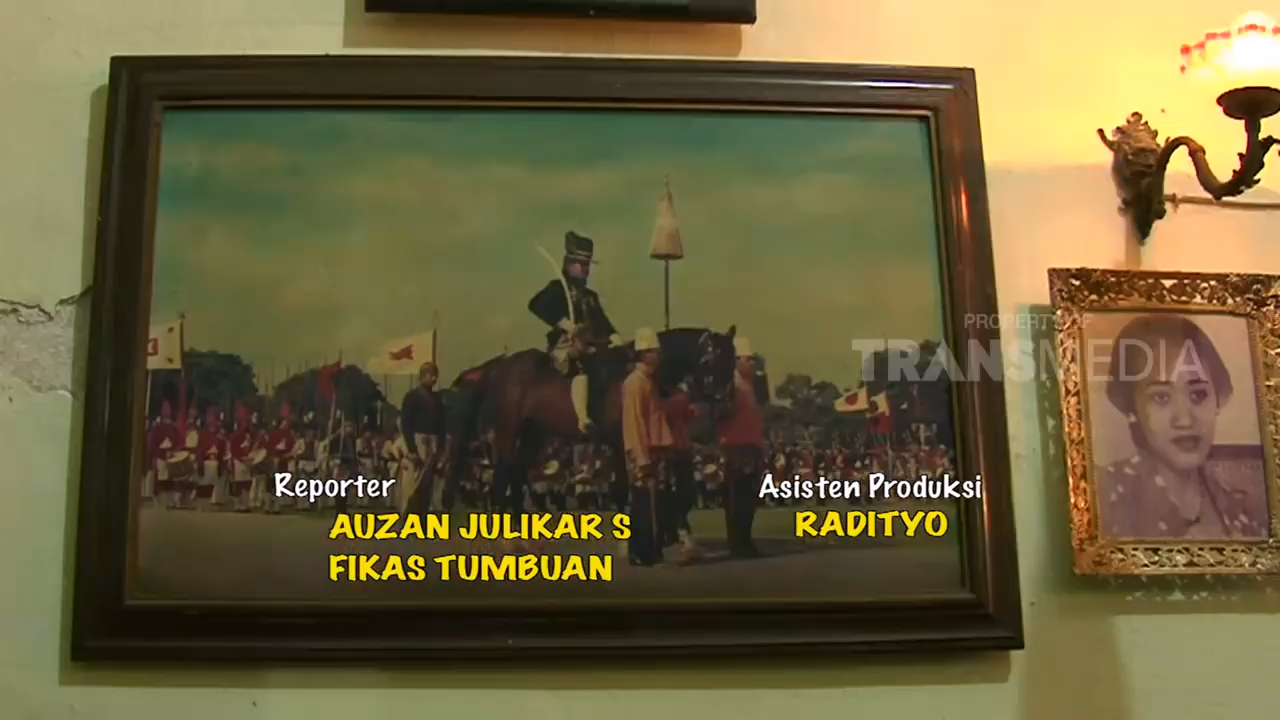 PROPERTY OF
TRANSMEDIA
Reporter
AUZAN JULIKAR S
FIKAS TUMBUAN
Asisten Produksi
RADITYO